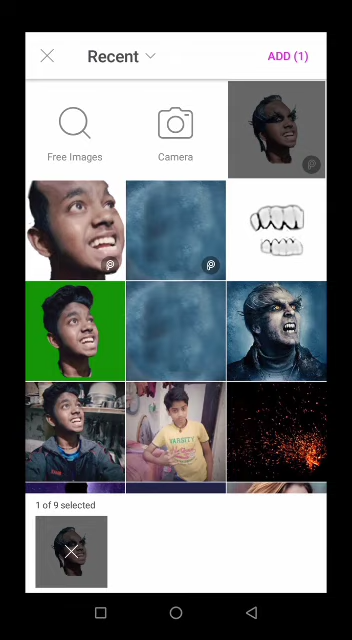 Recent
ADD (1)
Free Images
Camera
VARSITY
1 of 9 selected